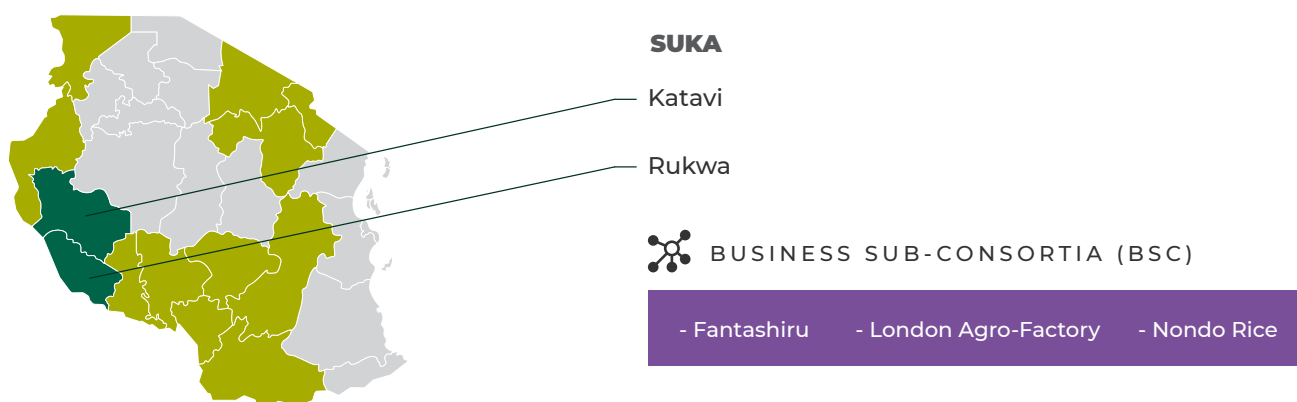 SUKA
Katavi
Rukwa
BUSINESS SUB-CONSORTIA (BSC)
- Fantashiru - London Agro-Factory - Nondo Rice